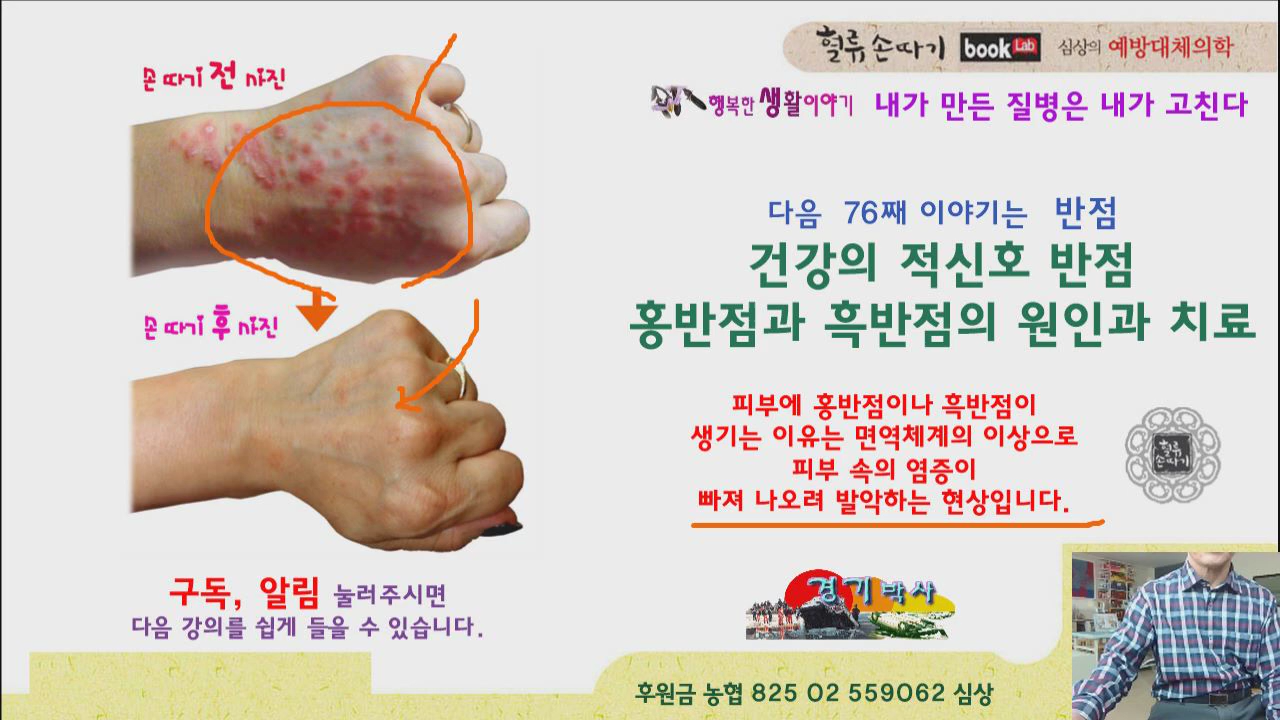 혈류 손따기 book Lab 심상의 예방대체의학
행복한 생활이야기 내가 만든 질병은 내가 고친다
손 따기 전 사진
다음 76째 이야기는 반점
건강의 적신호 반점
홍반점과 흑반점의 원인과 치료
손 따기 후 사진
피부에 홍반점이나 흑반점이
생기는 이유는 면역체계의 이상으로
피부 속의 염증이
빠져 나오려 발악하는 현상입니다.
혈류
손따기
경기박사
구독, 알림 눌러주시면
다음 강의를 쉽게 들을 수 있습니다.
후원금 농협 825 02 559062 심상